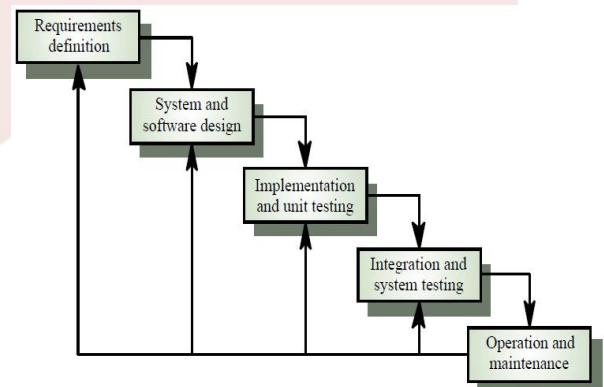 Requirements
definition
System and
software design
Implementation
and unit testing
Integration and
system testing
Operation and
maintenance